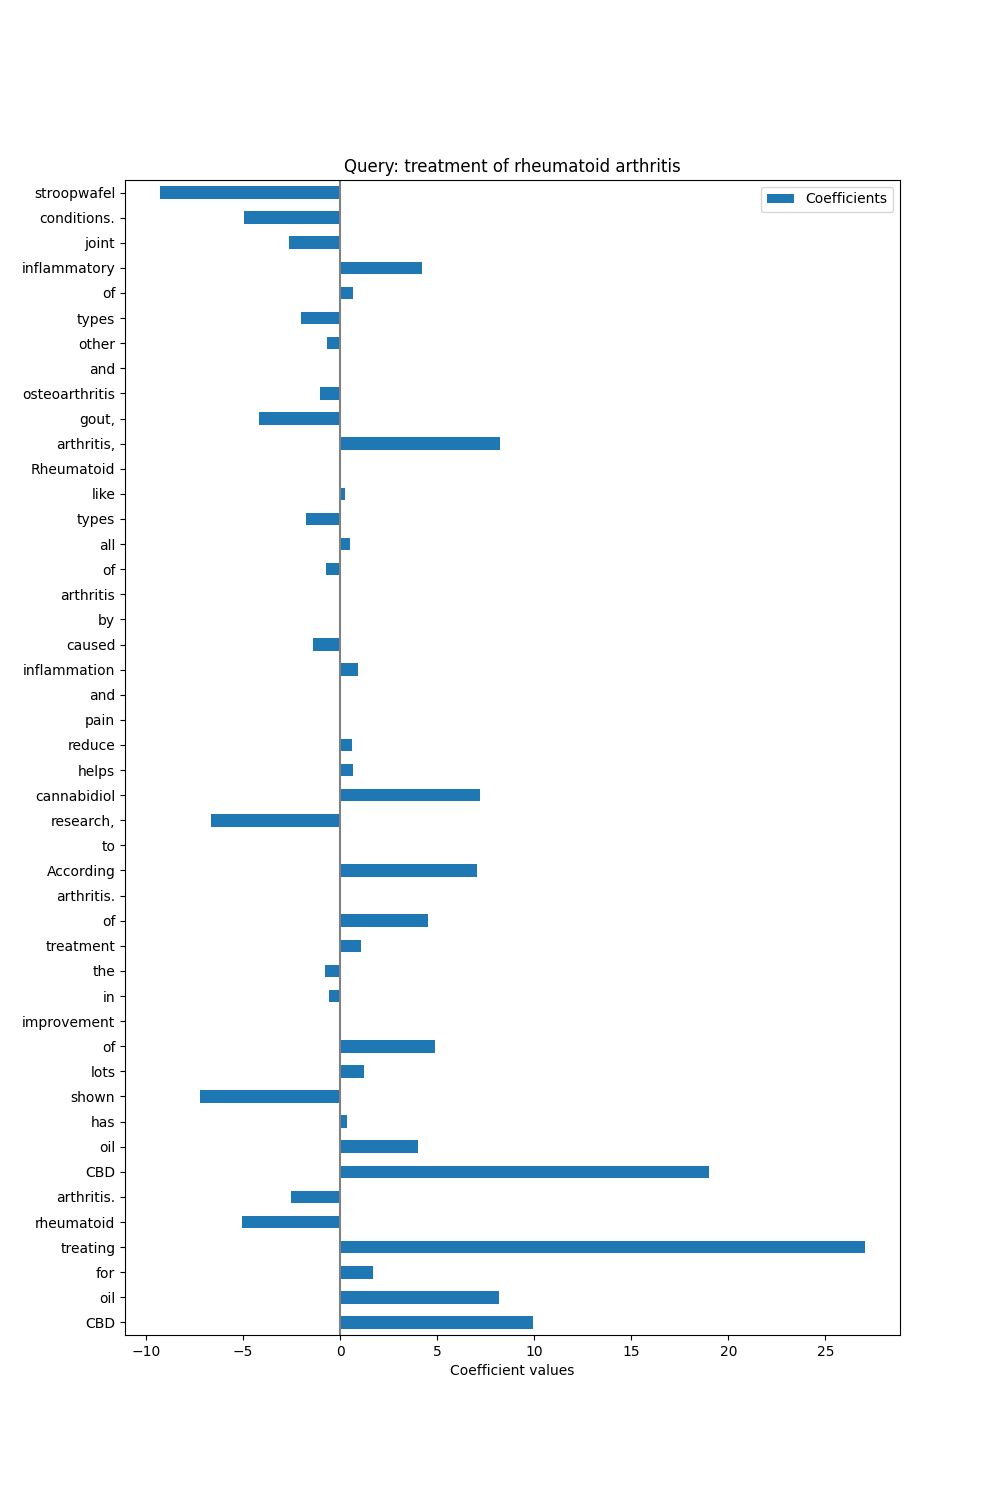 Query: treatment of rheumatoid arthritis
Coefficients
stroopwafel
conditions.
joint
inflammatory
of
types
other
and
osteoarthritis
gout,
arthritis,
Rheumatoid
like
types
all
of
arthritis
by
caused
inflammation
and
pain
reduce
helps
cannabidiol
research,
to
According
arthritis.
of
treatment
the
in
improvement
of
lots
shown
has
oil
CBD
arthritis.
rheumatoid
treating
for
oil
CBD
−10 −5 0 5 10 15 20 25
Coefficient values